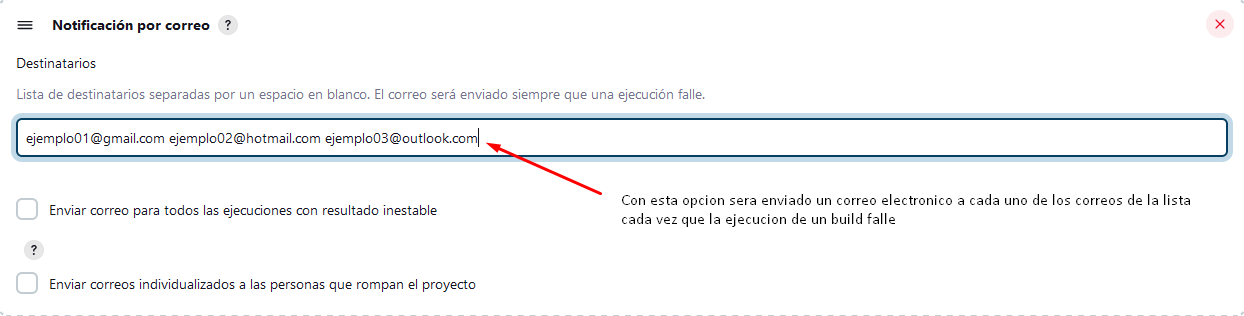 Notificación por correo ?
Destinatarios
Lista de destinatarios separadas por un espacio en blanco. El correo será enviado siempre que una ejecución falle.
ejemplo01@gmail.com ejemplo02@hotmail.com ejemplo03@outlook.com
Con esta opcion sera enviado un correo electronico a cada uno de los correos de la lista
cada vez que la ejecucion de un build falle
Enviar correo para todos las ejecuciones con resultado inestable
?
Enviar correos individualizados a las personas que rompan el proyecto